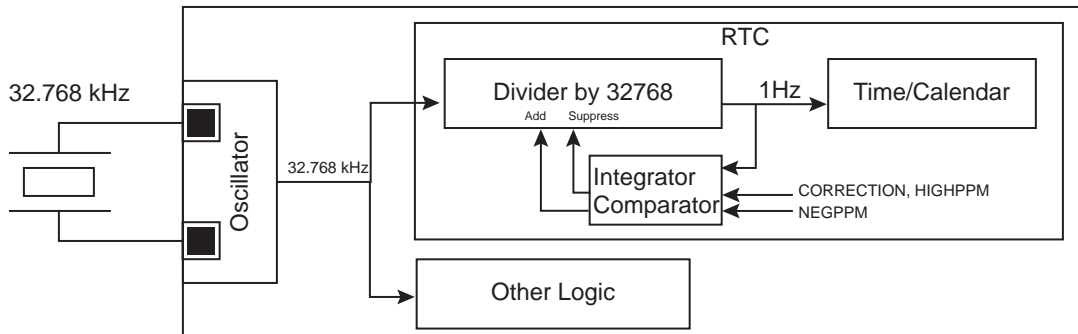 RTC
32.768 kHz
Divider by 32768
Add Suppress
1Hz
Time/Calendar
Oscillator
32.768 kHz
Integrator
Comparator
CORRECTION, HIGHPPM
NEGPPM
Other Logic